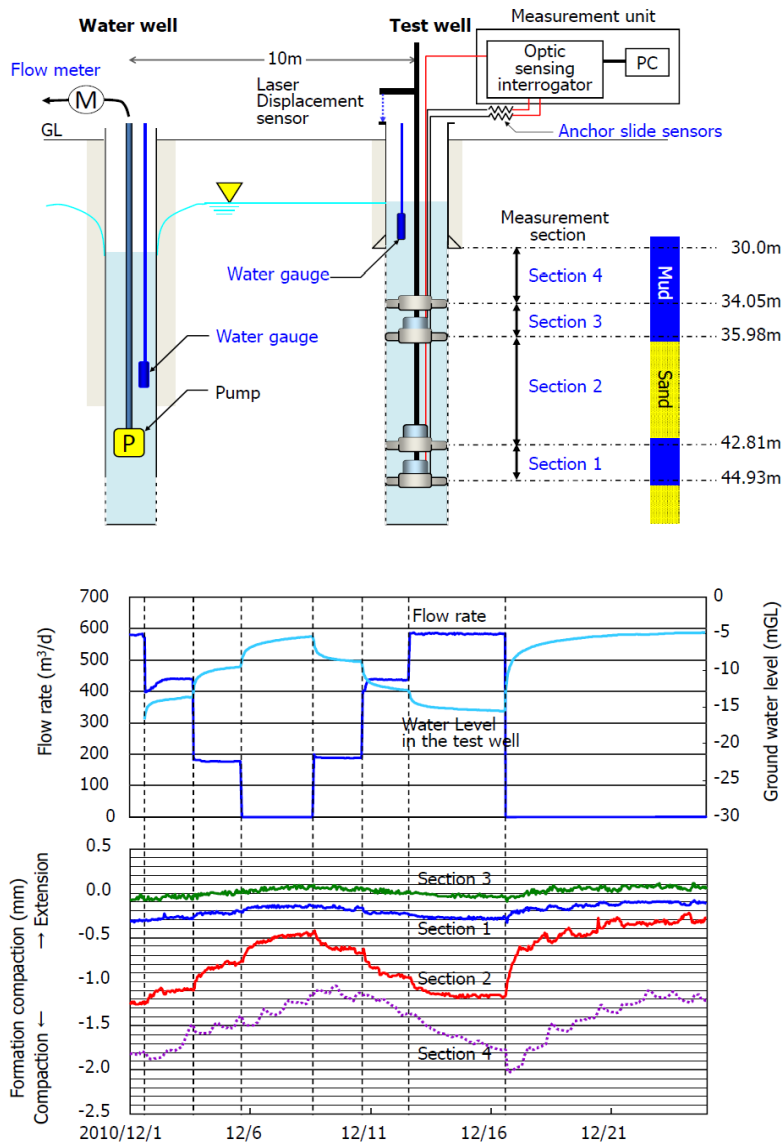 Water well
Test well
Measurement unit
10m
Optic
sensing
interrogator
PC
Flow meter
M
Laser
Displacement
sensor
GL
Anchor slide sensors
Measurement
section
30.0m
Water gauge
Section 4
Mud
34.05m
Section 3
35.98m
Water gauge
Section 2
Sand
Pump
P
42.81m
Section 1
44.93m
Flow rate (m³/d)
700
600
500
400
300
200
100
0
Flow rate
Water Level
in the test well
0
-5
-10
-15
-20
-25
-30
Ground water level (mGL)
Formation compaction (mm)
Compaction ← → Extension
0.5
0.0
-0.5
-1.0
-1.5
-2.0
-2.5
Section 3
Section 1
Section 2
Section 4
2010/12/1
12/6
12/11
12/16
12/21